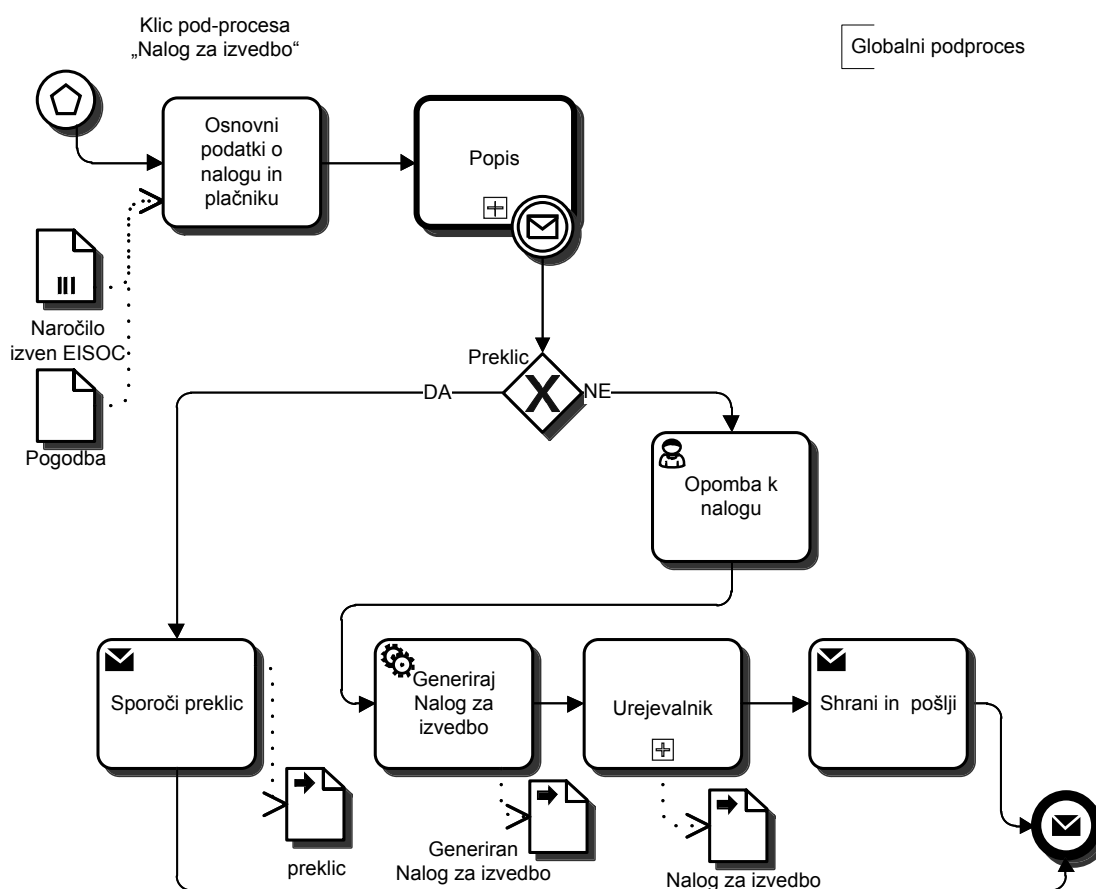 Klic pod-procesa
„Nalog za izvedbo“
Globalni podproces
Osnovni
podatki o
nalogu in
plačniku
Popis
Naročilo
izven EISOC
Pogodba
Preklic
DA
NE
Opomba k
nalogu
Sporoči preklic
Generiraj
Nalog za
izvedbo
Urejevalnik
Shrani in pošlji
preklic
Generiran
Nalog za izvedbo
Nalog za izvedbo